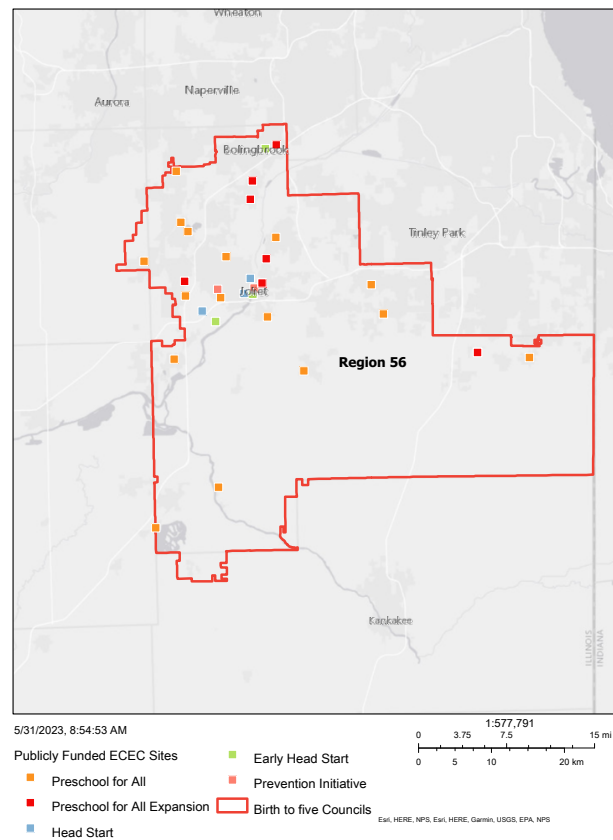 Wheaton
Naperville
Aurora
Bolingbrook
Tinley Park
Joliet
Region 56
Kankakee
ILLINOIS
INDIANA
5/31/2023, 8:54:53 AM
1:577,791
0 3.75 7.5 15 mi
0 5 10 20 km
Publicly Funded ECEC Sites
Preschool for All
Preschool for All Expansion
Head Start
Early Head Start
Prevention Initiative
Birth to five Councils
Esri, HERE, NPS, Esri, HERE, Garmin, USGS, EPA, NPS